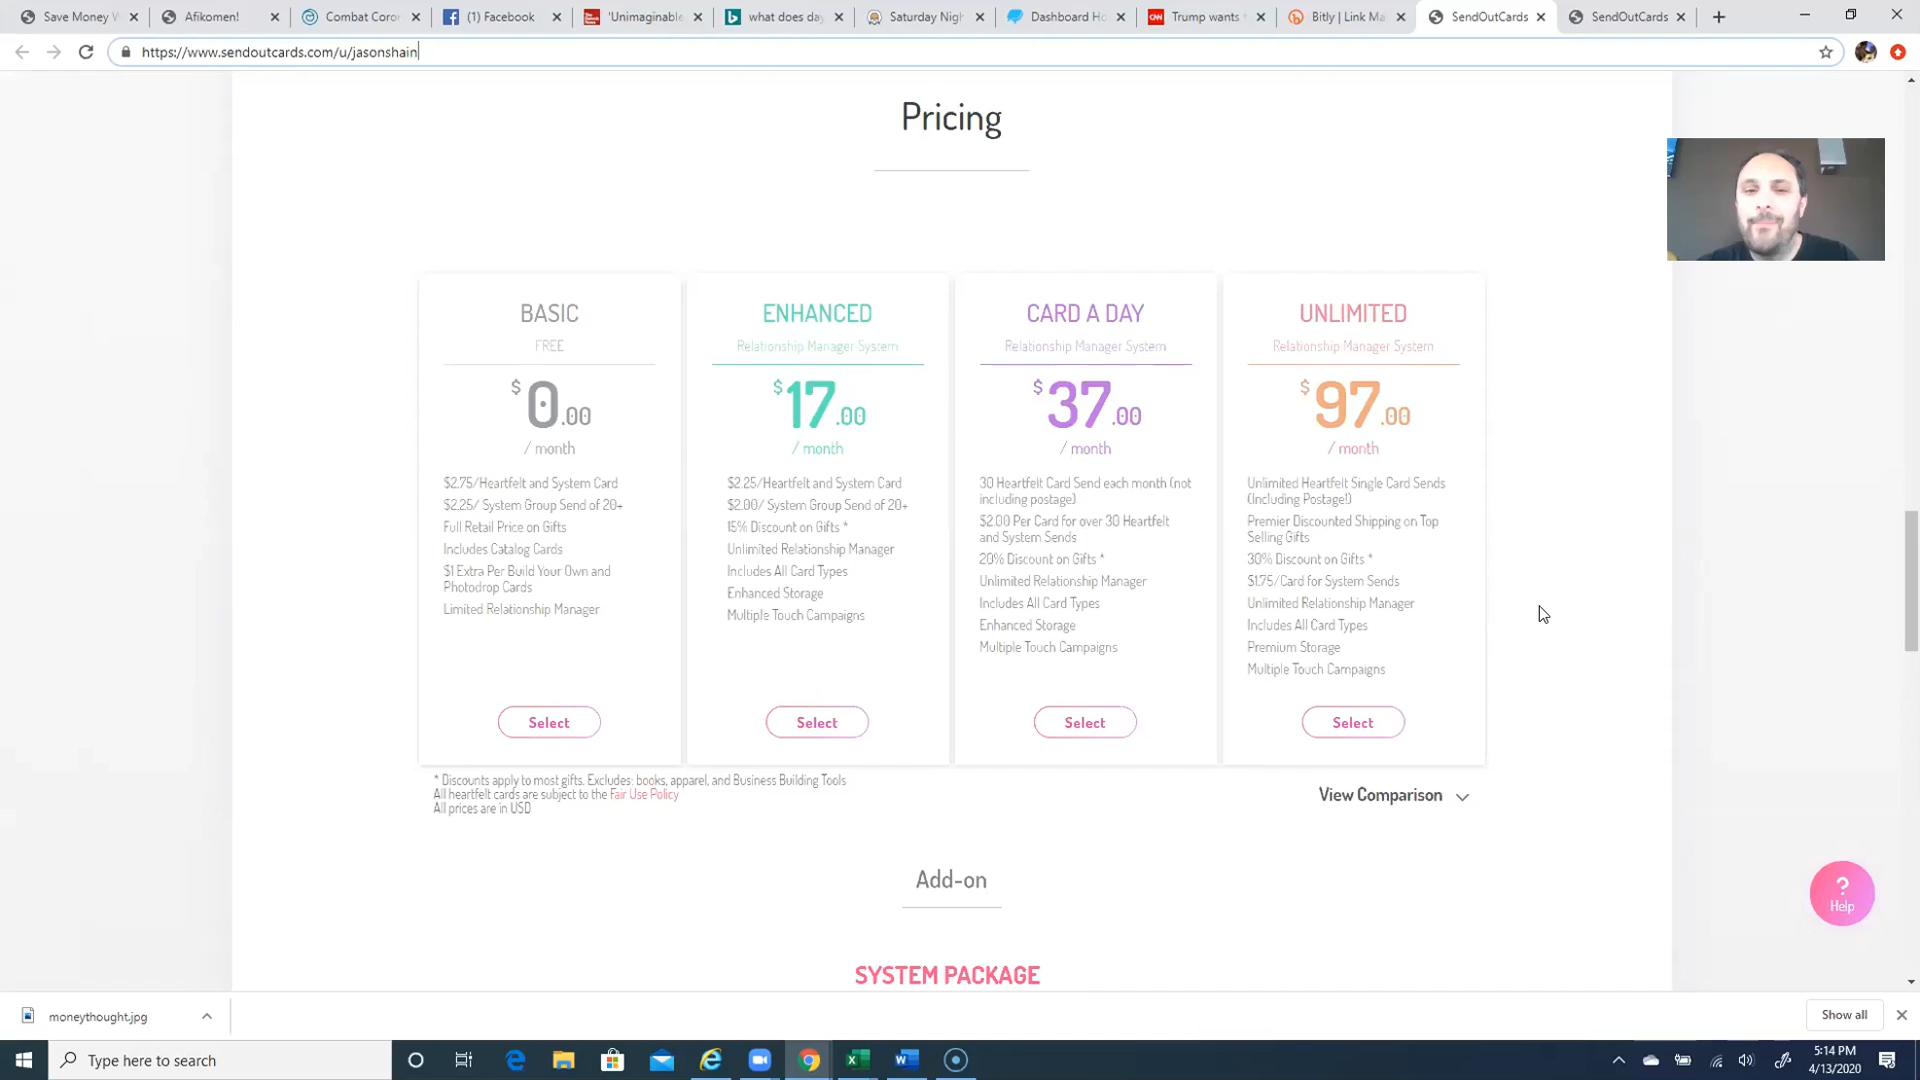 Save Money W
Afikomen!
Combat Coron
(1) Facebook
'Unimaginable
what does day
Saturday Nigh
Dashboard Ho
CNN
Trump wants t
Bitly | Link Ma
SendOutCards
SendOutCards
https://www.sendoutcards.com/u/jasonshain
Pricing
BASIC
FREE
$0.00
/ month
$2.75/Heartfelt and System Card
$2.25/ System Group Send of 20+
Full Retail Price on Gifts
Includes Catalog Cards
$1 Extra Per Build Your Own and
Photodrop Cards
Limited Relationship Manager
Select
ENHANCED
Relationship Manager System
$17.00
/ month
$2.25/Heartfelt and System Card
$2.00/ System Group Send of 20+
15% Discount on Gifts *
Unlimited Relationship Manager
Includes All Card Types
Enhanced Storage
Multiple Touch Campaigns
Select
CARD A DAY
Relationship Manager System
$37.00
/ month
30 Heartfelt Card Send each month (not
including postage)
$2.00 Per Card for over 30 Heartfelt
and System Sends
20% Discount on Gifts *
Unlimited Relationship Manager
Includes All Card Types
Enhanced Storage
Multiple Touch Campaigns
Select
UNLIMITED
Relationship Manager System
$97.00
/ month
Unlimited Heartfelt Single Card Sends
(Including Postage!)
Premier Discounted Shipping on Top
Selling Gifts
30% Discount on Gifts *
$1.75/Card for System Sends
Unlimited Relationship Manager
Includes All Card Types
Premium Storage
Multiple Touch Campaigns
Select
* Discounts apply to most gifts. Excludes: books, apparel, and Business Building Tools
All heartfelt cards are subject to the Fair Use Policy
All prices are in USD
View Comparison
Add-on
?
Help
SYSTEM PACKAGE
moneythought.jpg
Show all
Type here to search
5:14 PM
4/13/2020